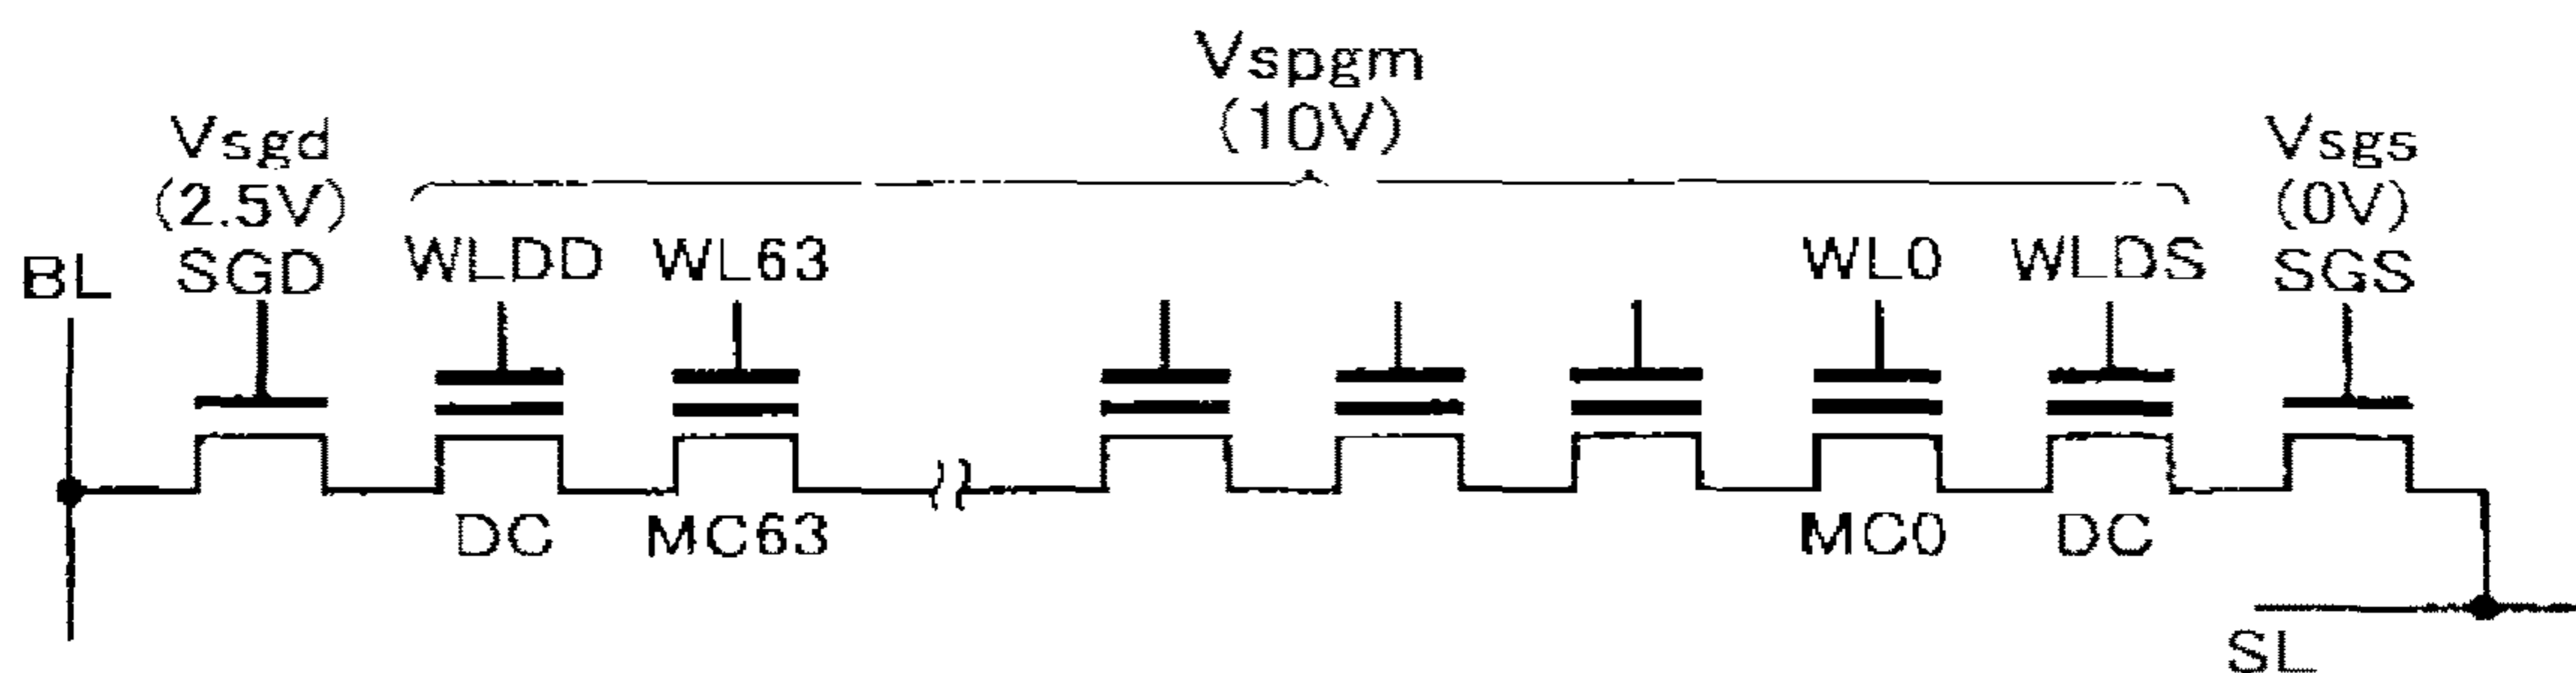 Vspgm
(10V)
Vsgd
(2.5V)
Vsgs
(0V)
BL
SGD
WLDD
WL63
WL0
WLDS
SGS
DC
MC63
MC0
DC
SL